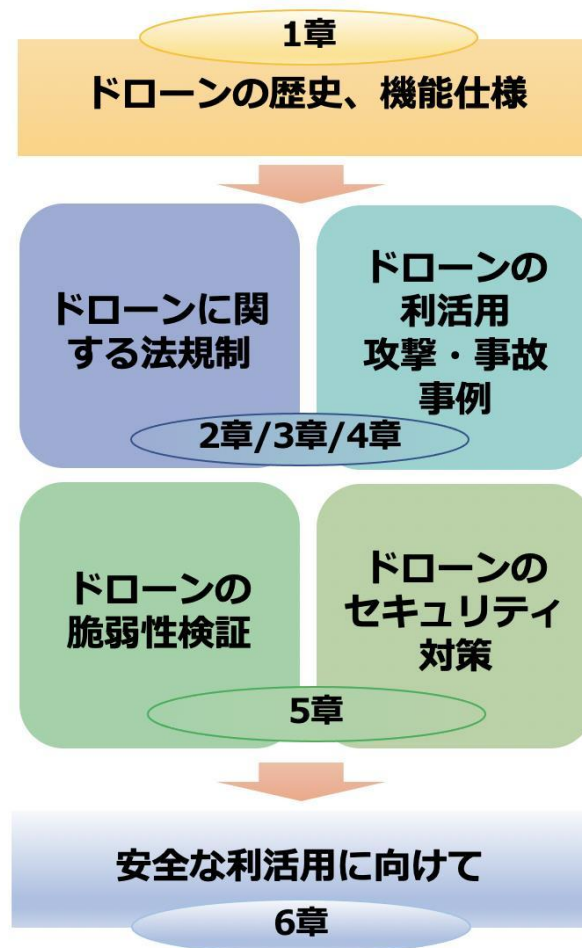 1章
ドローンの歴史、機能仕様
ドローンに関
する法規制
ドローンの
利活用
攻撃・事故
事例
2章/3章/4章
ドローンの
脆弱性検証
ドローンの
セキュリティ
対策
5章
安全な利活用に向けて
6章